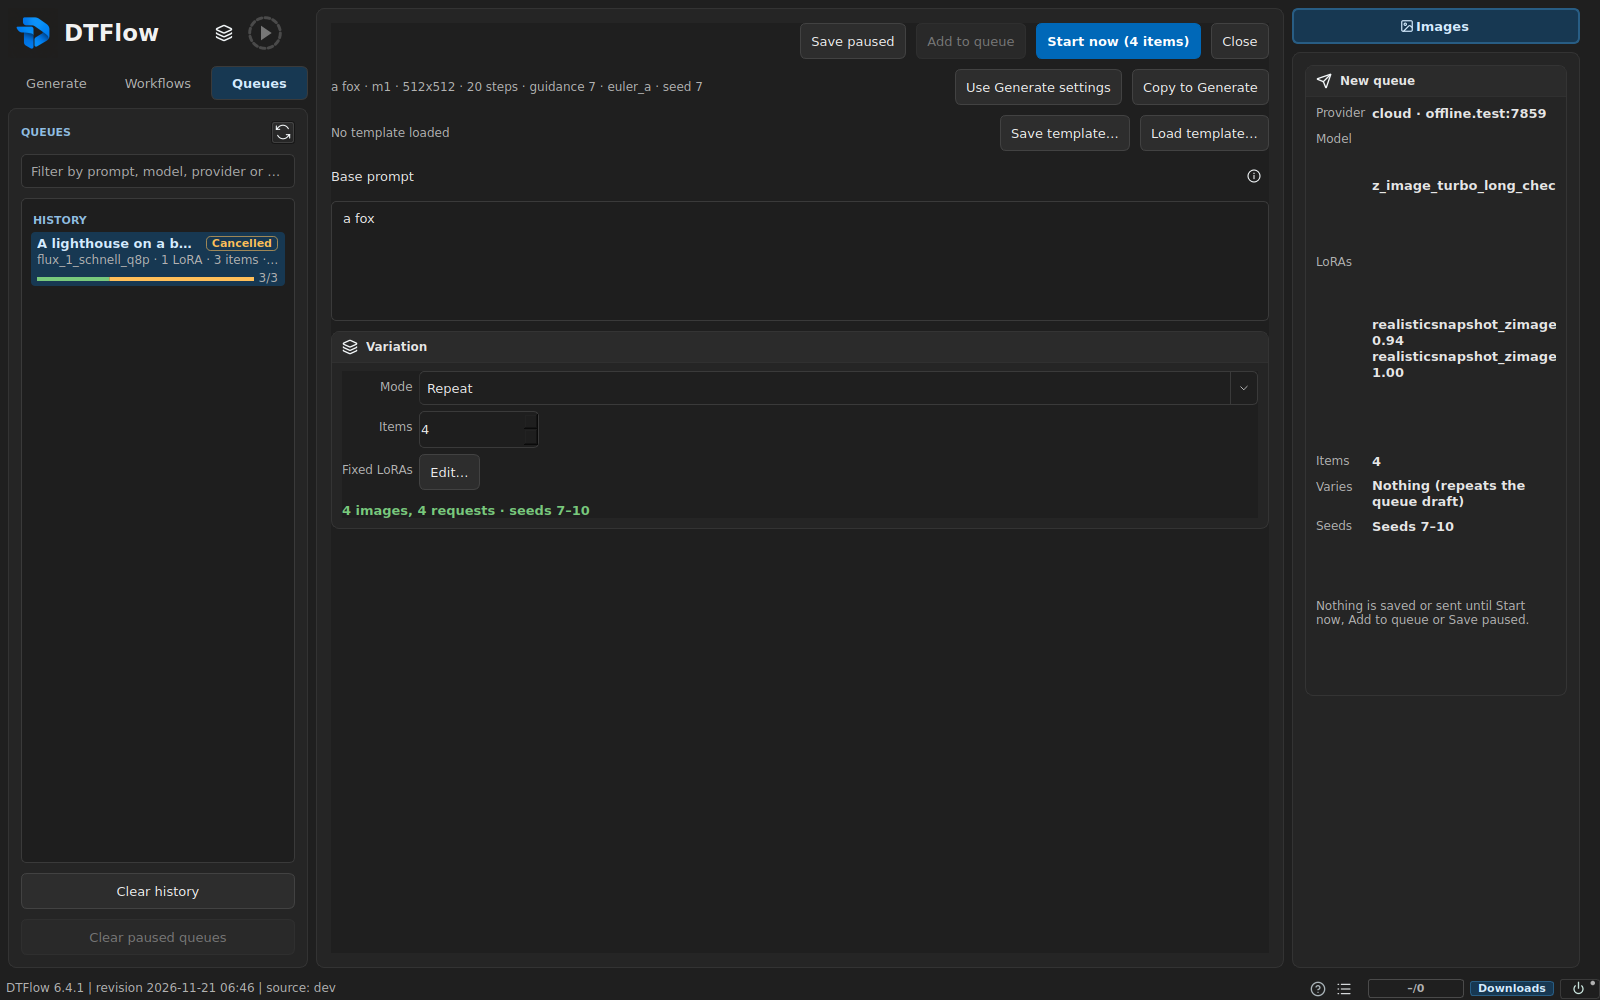 DTFlow
Generate
Workflows
Queues
QUEUES
Filter by prompt, model, provider or ...
HISTORY
A lighthouse on a b...
Cancelled
flux_1_schnell_q8p · 1 LoRA · 3 items ·...
3/3
Clear history
Clear paused queues
Save paused
Add to queue
Start now (4 items)
Close
a fox · m1 · 512x512 · 20 steps · guidance 7 · euler_a · seed 7
Use Generate settings
Copy to Generate
No template loaded
Save template...
Load template...
Base prompt
a fox
Variation
Mode
Repeat
Items
4
Fixed LoRAs
Edit...
4 images, 4 requests · seeds 7–10
Images
New queue
Provider
cloud · offline.test:7859
Model
z_image_turbo_long_chec
LoRAs
realisticsnapshot_zimage
0.94
realisticsnapshot_zimage
1.00
Items
4
Varies
Nothing (repeats the
queue draft)
Seeds
Seeds 7–10
Nothing is saved or sent until Start
now, Add to queue or Save paused.
DTFlow 6.4.1 | revision 2026-11-21 06:46 | source: dev
–/0
Downloads